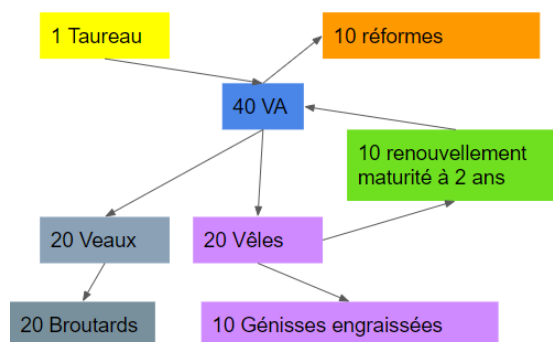 1 Taureau
10 réformes
40 VA
10 renouvellement
maturité à 2 ans
20 Veaux
20 Vêles
20 Broutards
10 Génisses engraissées